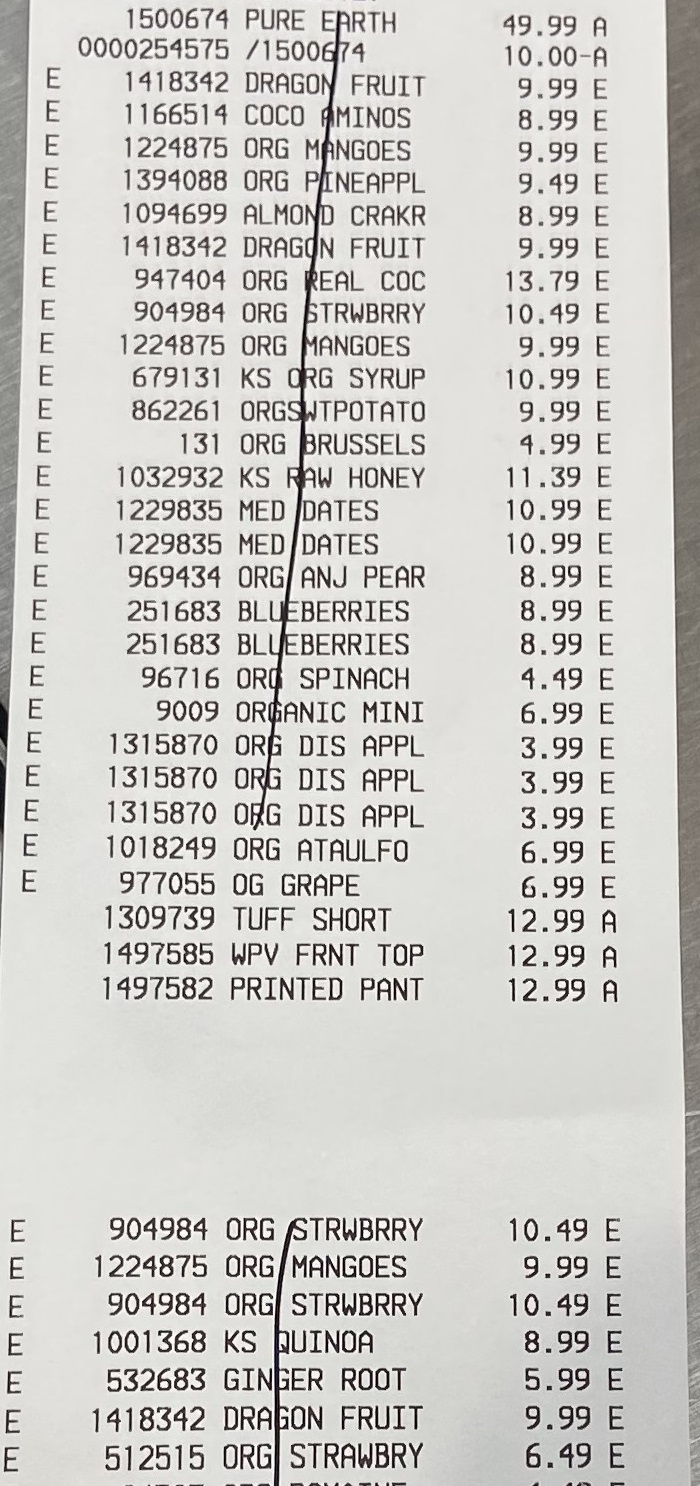 1500674 PURE EARTH 49.99 A
0000254575 /1500674 10.00-A
E 1418342 DRAGON FRUIT 9.99 E
E 1166514 COCO AMINOS 8.99 E
E 1224875 ORG MANGOES 9.99 E
E 1394088 ORG PINEAPPL 9.49 E
E 1094699 ALMOND CRAKR 8.99 E
E 1418342 DRAGON FRUIT 9.99 E
E 947404 ORG REAL COC 13.79 E
E 904984 ORG STRWBRRY 10.49 E
E 1224875 ORG MANGOES 9.99 E
E 679131 KS ORG SYRUP 10.99 E
E 862261 ORGSWTPOTATO 9.99 E
E 131 ORG BRUSSELS 4.99 E
E 1032932 KS RAW HONEY 11.39 E
E 1229835 MED DATES 10.99 E
E 1229835 MED DATES 10.99 E
E 969434 ORG ANJ PEAR 8.99 E
E 251683 BLUEBERRIES 8.99 E
E 251683 BLUEBERRIES 8.99 E
E 96716 ORG SPINACH 4.49 E
E 9009 ORGANIC MINI 6.99 E
E 1315870 ORG DIS APPL 3.99 E
E 1315870 ORG DIS APPL 3.99 E
E 1315870 ORG DIS APPL 3.99 E
E 1018249 ORG ATAULFO 6.99 E
E 977055 OG GRAPE 6.99 E
1309739 TUFF SHORT 12.99 A
1497585 WPV FRNT TOP 12.99 A
1497582 PRINTED PANT 12.99 A
E 904984 ORG STRWBRRY 10.49 E
E 1224875 ORG MANGOES 9.99 E
E 904984 ORG STRWBRRY 10.49 E
E 1001368 KS QUINOA 8.99 E
E 532683 GINGER ROOT 5.99 E
E 1418342 DRAGON FRUIT 9.99 E
E 512515 ORG STRAWBRY 6.49 E